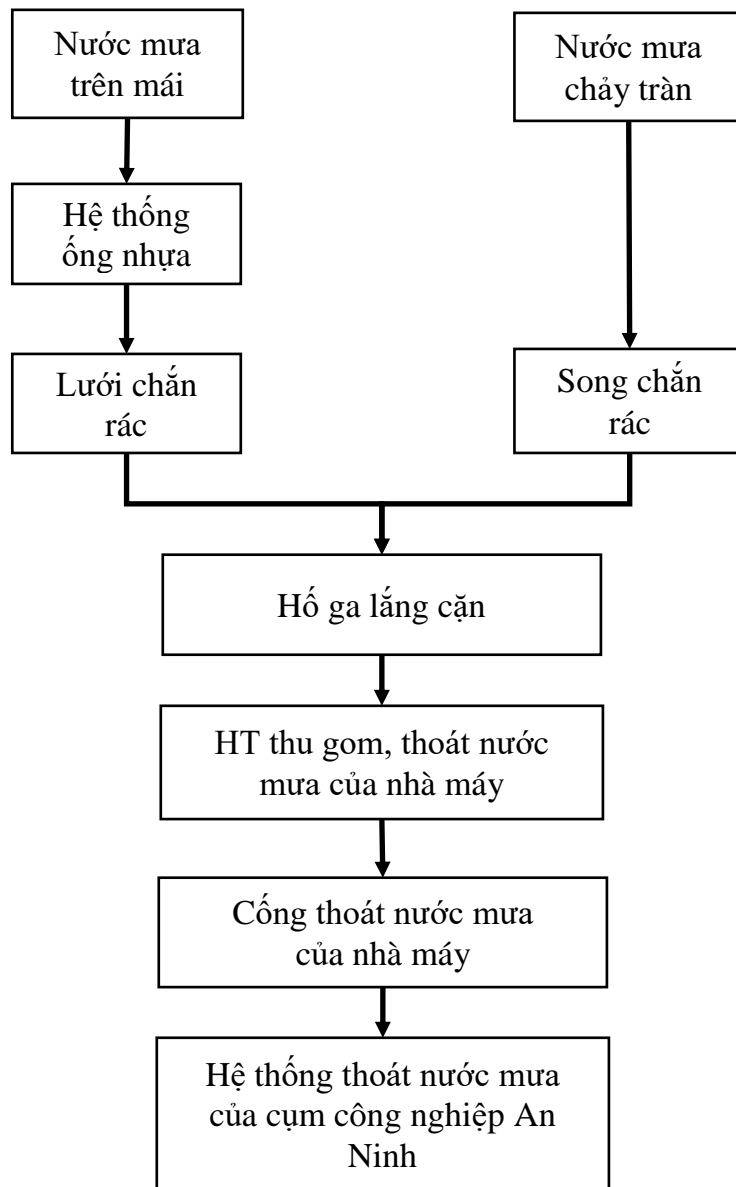 Nước mưa
trên mái
Nước mưa
chảy tràn
Hệ thống
ống nhựa
Lưới chắn
rác
Song chắn
rác
Hố ga lắng cặn
HT thu gom, thoát nước
mưa của nhà máy
Cống thoát nước mưa
của nhà máy
Hệ thống thoát nước mưa
của cụm công nghiệp An
Ninh